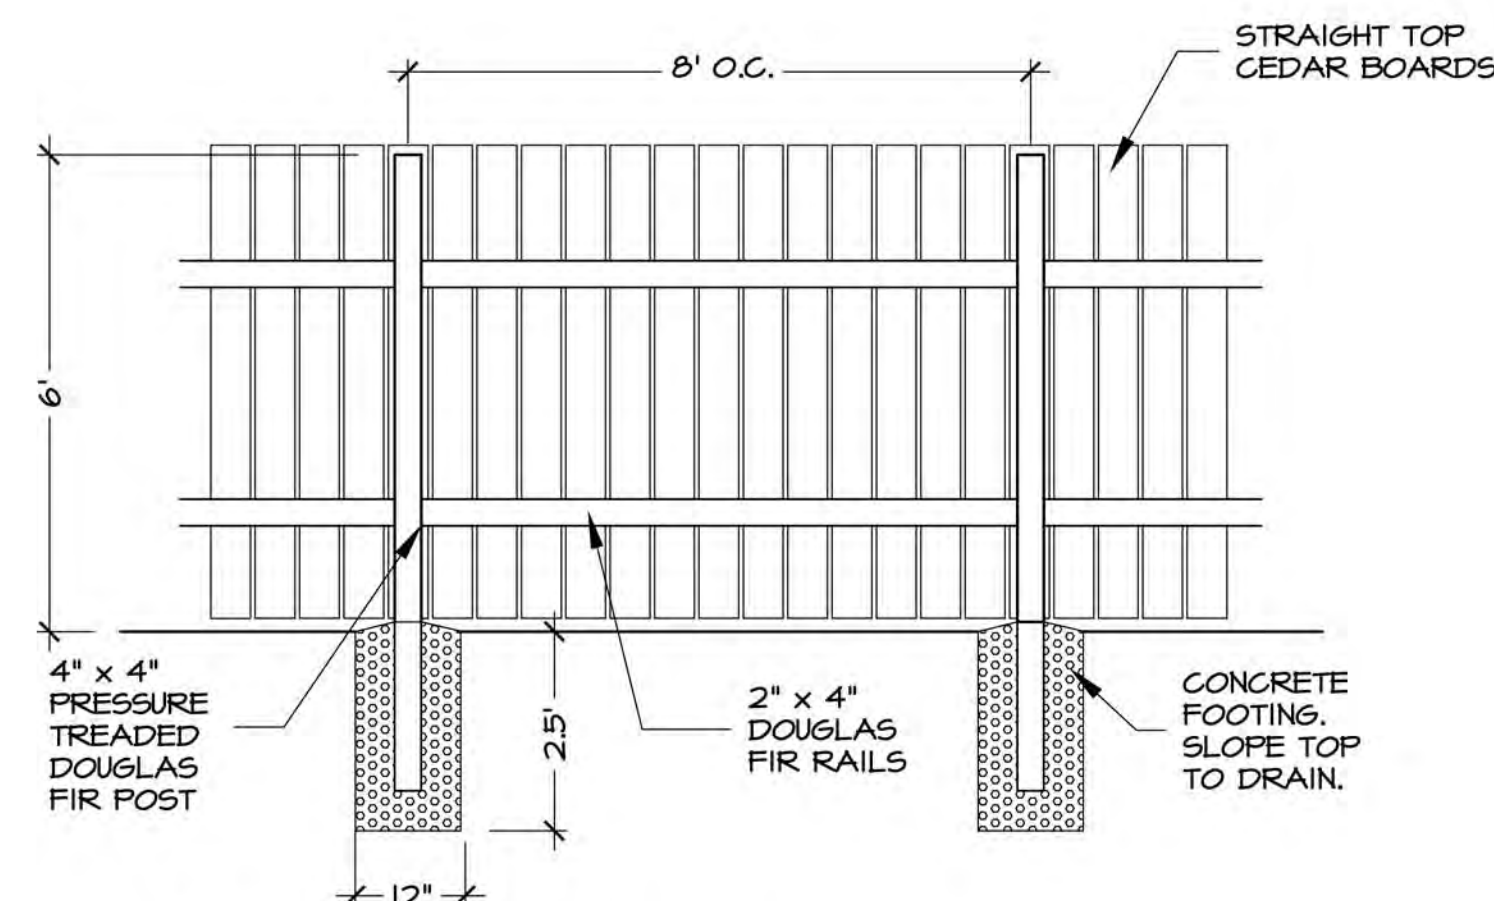 8' O.C.
STRAIGHT TOP
CEDAR BOARDS
6'
4" x 4"
PRESSURE
TREADED
DOUGLAS
FIR POST
2.5'
2" x 4"
DOUGLAS
FIR RAILS
CONCRETE
FOOTING.
SLOPE TOP
TO DRAIN.
12"